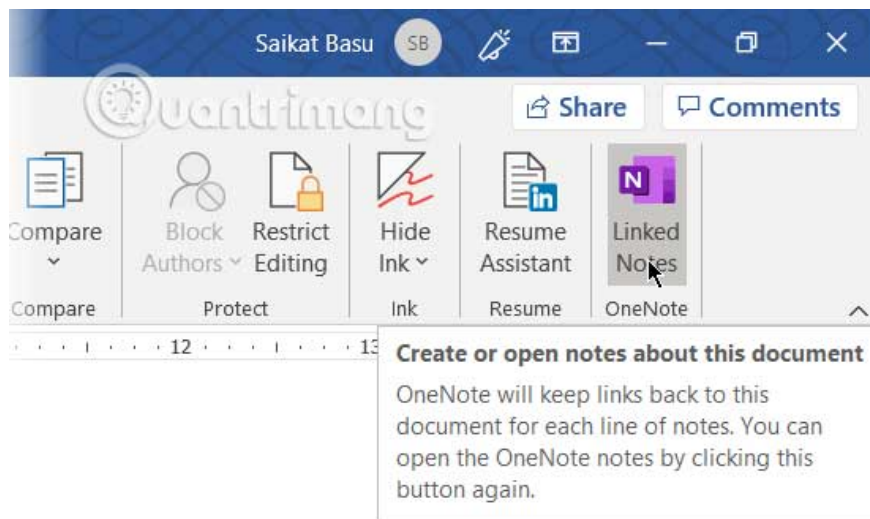 Saikat Basu SB
Quantrimang
Share Comments
Compare
Block Authors
Restrict Editing
Hide Ink
Resume Assistant
Linked Notes
Compare Protect Ink Resume OneNote
12 13
Create or open notes about this document
OneNote will keep links back to this
document for each line of notes. You can
open the OneNote notes by clicking this
button again.